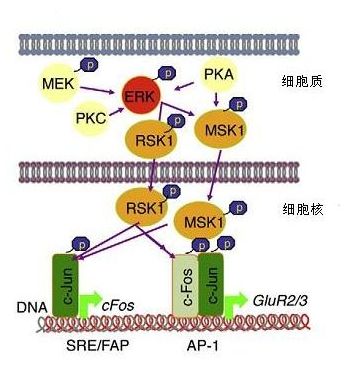 p
MEK
p
ERK
PKA
细胞质
p
PKC
p
RSK1
MSK1
p
RSK1
p
MSK1
细胞核
p
p
p
c-Jun
c-Fos
c-Jun
DNA
cFos
GluR2/3
SRE/FAP
AP-1